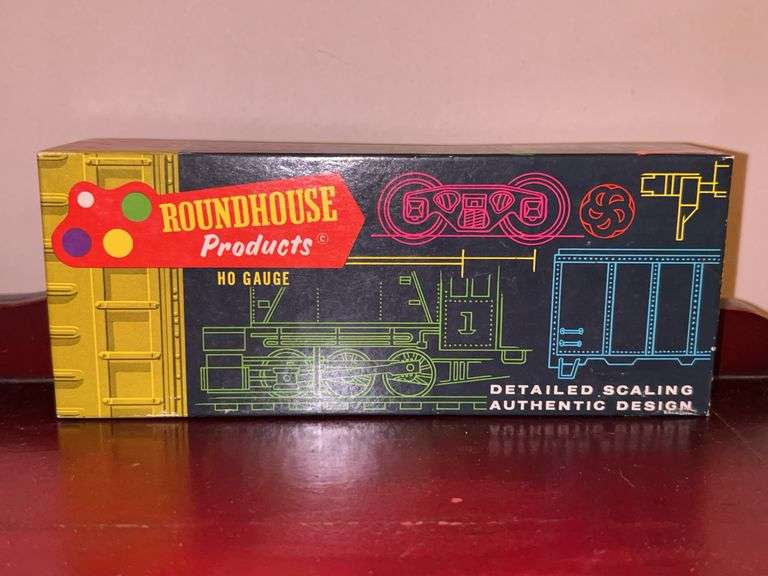 ROUNDHOUSE
Products ©
HO GAUGE
1
DETAILED SCALING
AUTHENTIC DESIGN